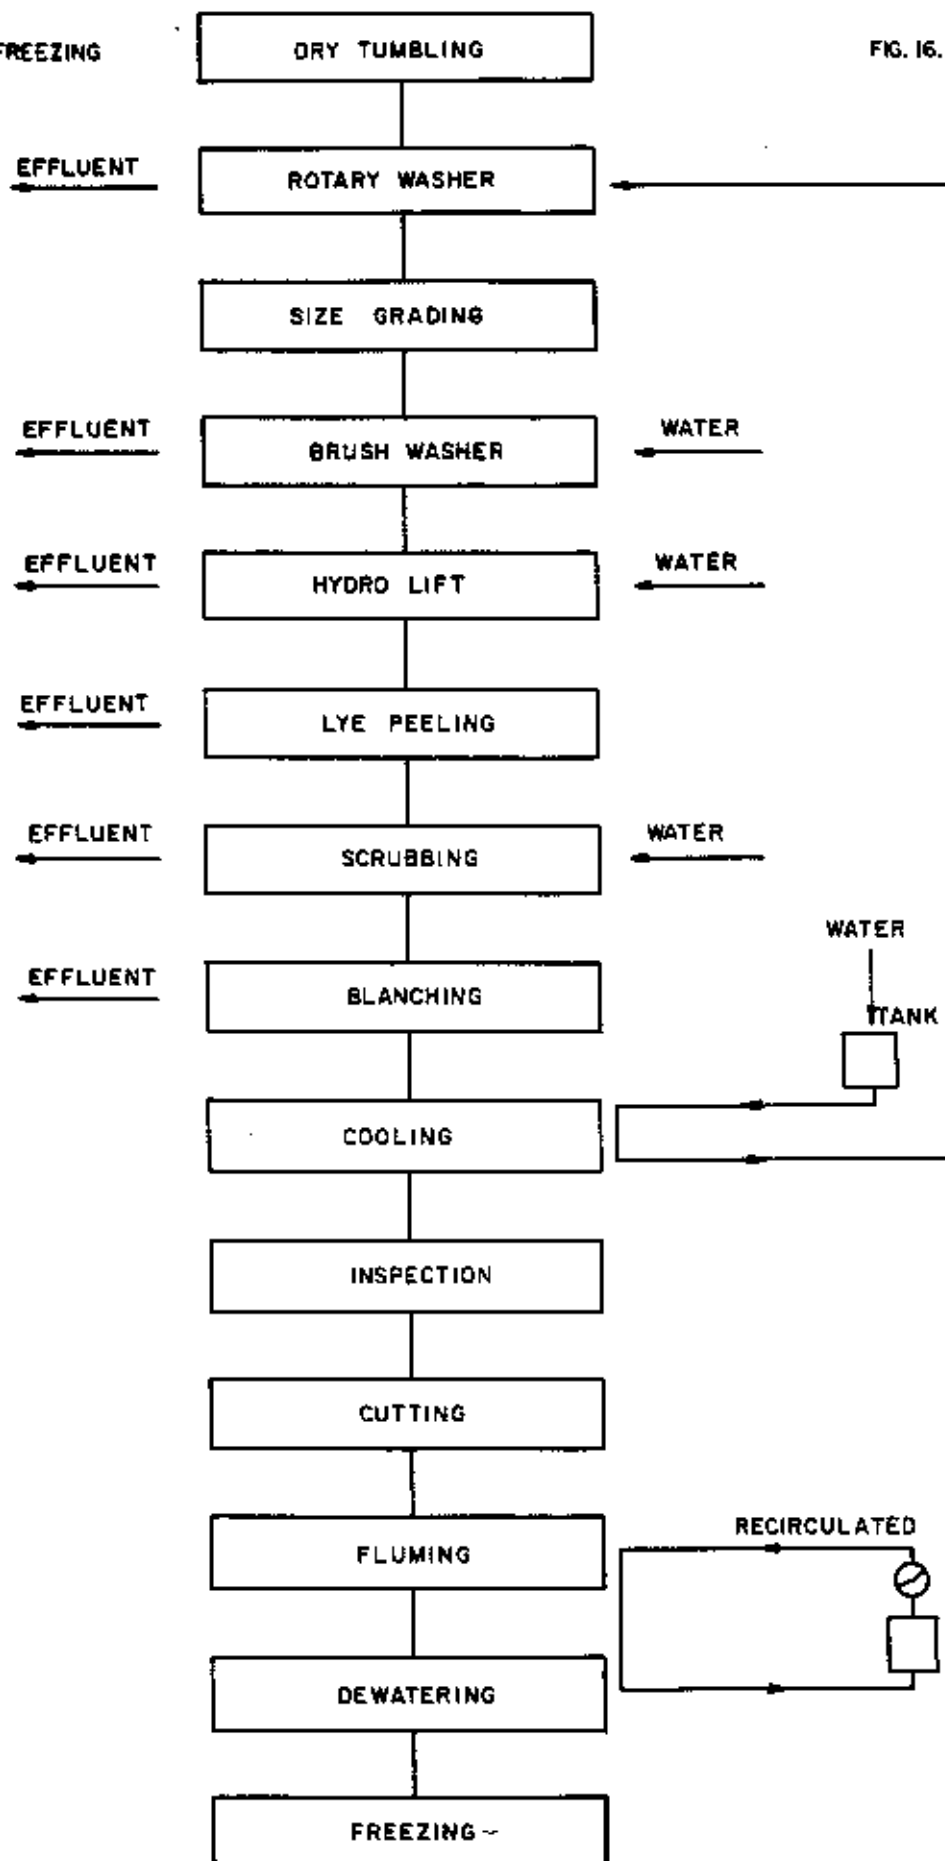 FREEZING
DRY TUMBLING
FIG. 16.
EFFLUENT
ROTARY WASHER
SIZE GRADING
EFFLUENT
BRUSH WASHER
WATER
EFFLUENT
HYDRO LIFT
WATER
EFFLUENT
LYE PEELING
EFFLUENT
SCRUBBING
WATER
WATER
EFFLUENT
BLANCHING
TANK
COOLING
INSPECTION
CUTTING
RECIRCULATED
FLUMING
DEWATERING
FREEZING